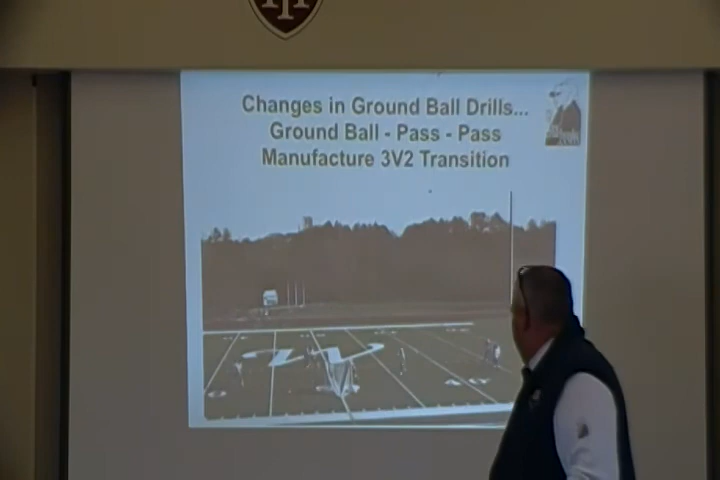 Changes in Ground Ball Drills...
Ground Ball - Pass - Pass
Manufacture 3V2 Transition